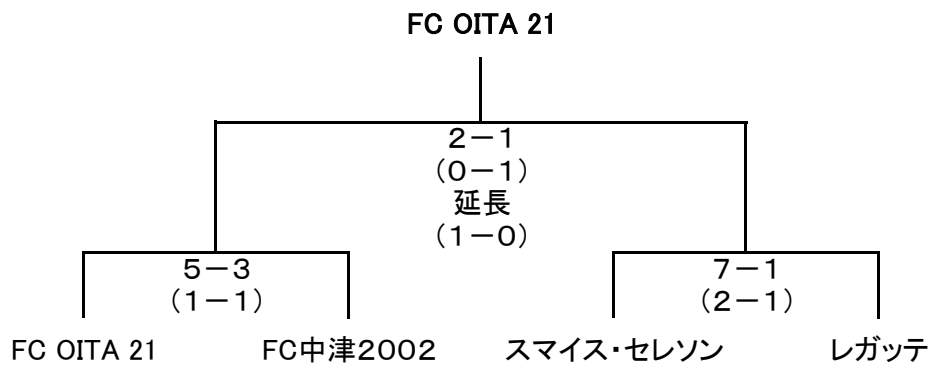 FC OITA 21
２－１
（０－１）
延長
（１－０）
５－３
（１－１）
７－１
（２－１）
FC OITA 21
FC中津２００２
スマイス・セレソン
レガッテ